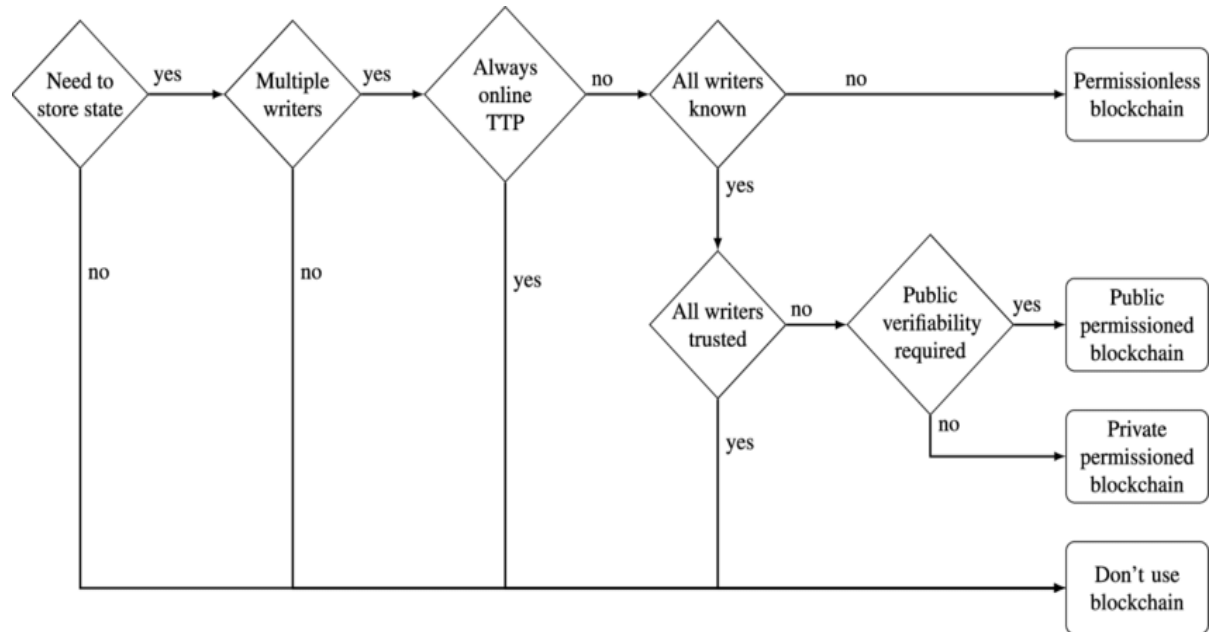 Need to
store state
yes
Multiple
writers
yes
Always
online
TTP
no
All writers
known
no
Permissionless
blockchain
yes
no
no
yes
All writers
trusted
no
Public
verifiability
required
yes
Public
permissioned
blockchain
yes
no
Private
permissioned
blockchain
Don't use
blockchain